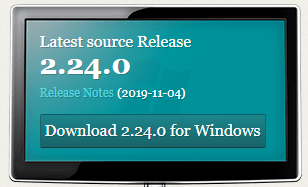 Latest source Release
2.24.0
Release Notes (2019-11-04)
Download 2.24.0 for Windows